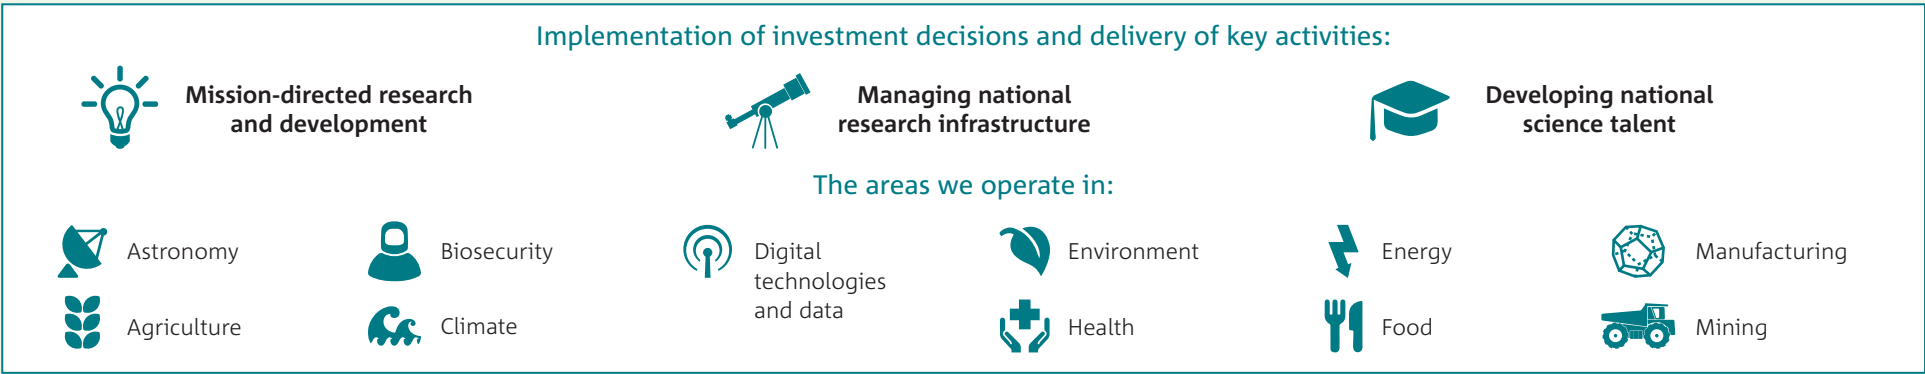 Implementation of investment decisions and delivery of key activities:
Mission-directed research
and development
Managing national
research infrastructure
Developing national
science talent
The areas we operate in:
Astronomy
Biosecurity
Digital
technologies
and data
Environment
Energy
Manufacturing
Agriculture
Climate
Health
Food
Mining